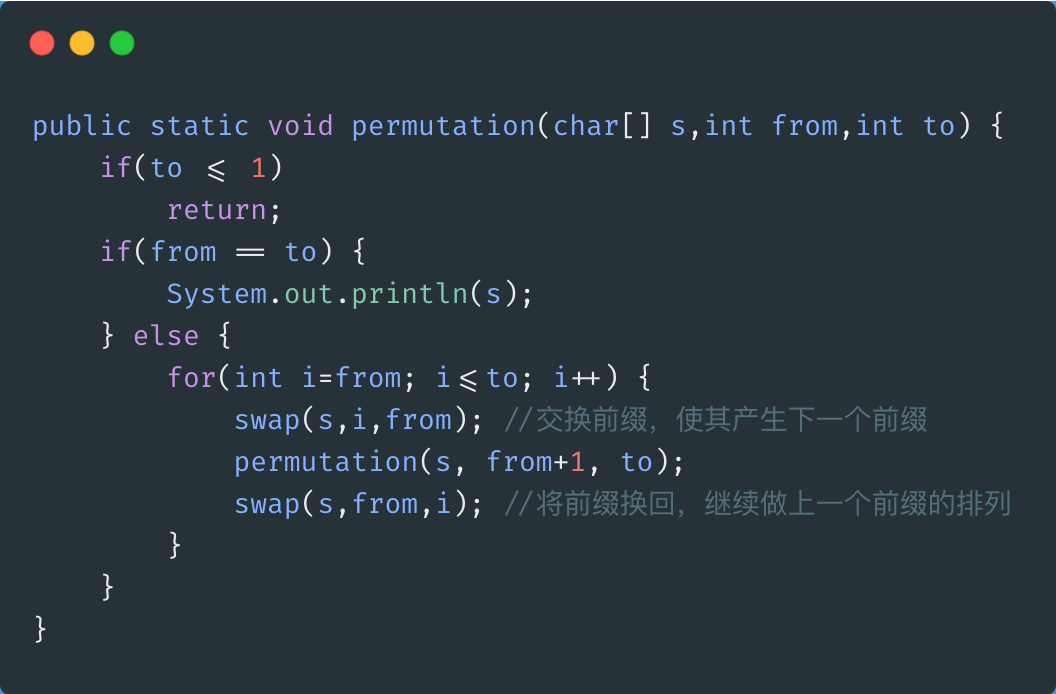 public static void permutation(char[] s,int from,int to) {
    if(to <= 1)
        return;
    if(from == to) {
        System.out.println(s);
    } else {
        for(int i=from; i<=to; i++) {
            swap(s,i,from); //交换前缀，使其产生下一个前缀
            permutation(s, from+1, to);
            swap(s,from,i); //将前缀换回，继续做上一个前缀的排列
        }
    }
}